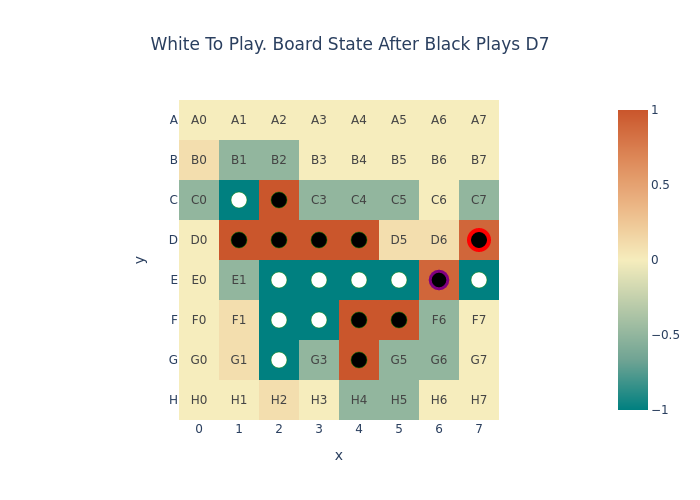 White To Play. Board State After Black Plays D7
A A0 A1 A2 A3 A4 A5 A6 A7
B B0 B1 B2 B3 B4 B5 B6 B7
C C0 C3 C4 C5 C6 C7
D D0 D5 D6
E E0 E1
F F0 F1 F6 F7
G G0 G1 G3 G5 G6 G7
H H0 H1 H2 H3 H4 H5 H6 H7
0 1 2 3 4 5 6 7
x
y
1
0.5
0
−0.5
−1